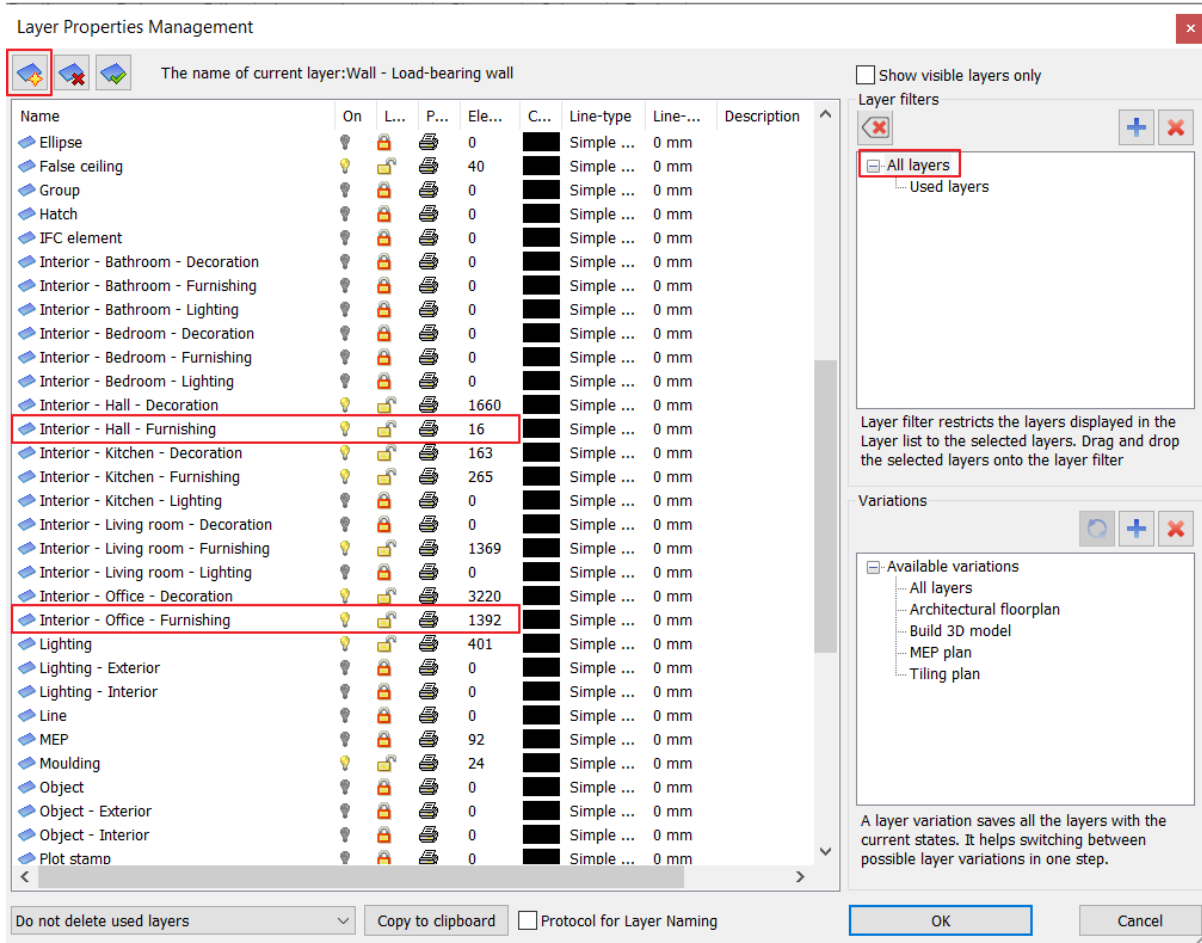 Layer Properties Management
The name of current layer:Wall - Load-bearing wall
Show visible layers only
Name On L... P... Ele... C... Line-type Line-... Description
Ellipse 0 Simple ... 0 mm
False ceiling 40 Simple ... 0 mm
Group 0 Simple ... 0 mm
Hatch 0 Simple ... 0 mm
IFC element 0 Simple ... 0 mm
Interior - Bathroom - Decoration 0 Simple ... 0 mm
Interior - Bathroom - Furnishing 0 Simple ... 0 mm
Interior - Bathroom - Lighting 0 Simple ... 0 mm
Interior - Bedroom - Decoration 0 Simple ... 0 mm
Interior - Bedroom - Furnishing 0 Simple ... 0 mm
Interior - Bedroom - Lighting 0 Simple ... 0 mm
Interior - Hall - Decoration 1660 Simple ... 0 mm
Interior - Hall - Furnishing 16 Simple ... 0 mm
Interior - Kitchen - Decoration 163 Simple ... 0 mm
Interior - Kitchen - Furnishing 265 Simple ... 0 mm
Interior - Kitchen - Lighting 0 Simple ... 0 mm
Interior - Living room - Decoration 0 Simple ... 0 mm
Interior - Living room - Furnishing 1369 Simple ... 0 mm
Interior - Living room - Lighting 0 Simple ... 0 mm
Interior - Office - Decoration 3220 Simple ... 0 mm
Interior - Office - Furnishing 1392 Simple ... 0 mm
Lighting 401 Simple ... 0 mm
Lighting - Exterior 0 Simple ... 0 mm
Lighting - Interior 0 Simple ... 0 mm
Line 0 Simple ... 0 mm
MEP 92 Simple ... 0 mm
Moulding 24 Simple ... 0 mm
Object 0 Simple ... 0 mm
Object - Exterior 0 Simple ... 0 mm
Object - Interior 0 Simple ... 0 mm
Plot stamp 0 Simple ... 0 mm
Layer filters
All layers
Used layers
Layer filter restricts the layers displayed in the
Layer list to the selected layers. Drag and drop
the selected layers onto the layer filter
Variations
Available variations
All layers
Architectural floorplan
Build 3D model
MEP plan
Tiling plan
A layer variation saves all the layers with the
current states. It helps switching between
possible layer variations in one step.
Do not delete used layers
Copy to clipboard
Protocol for Layer Naming
OK
Cancel